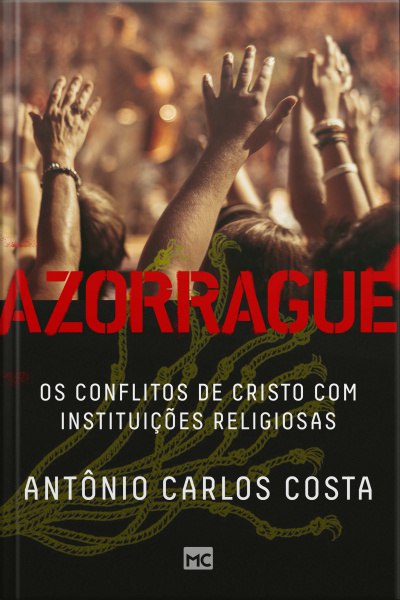 AZORRAGUE
OS CONFLITOS DE CRISTO COM
INSTITUIÇÕES RELIGIOSAS
ANTÔNIO CARLOS COSTA
MC